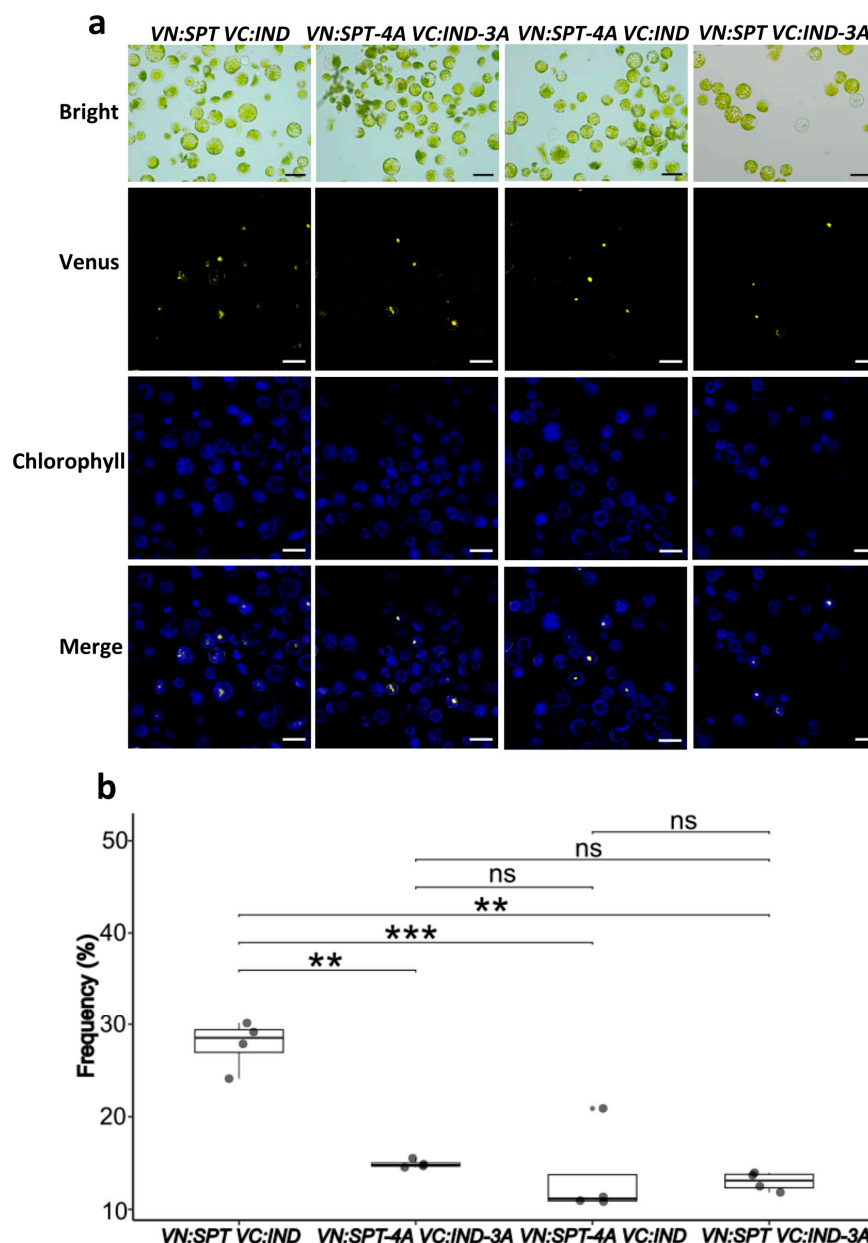 a
VN:SPT VC:IND VN:SPT-4A VC:IND-3A VN:SPT-4A VC:IND VN:SPT VC:IND-3A
Bright
Venus
Chlorophyll
Merge
b
ns
ns
ns
**
***
**
Frequency (%)
50
40
30
20
10
VN:SPT VC:IND VN:SPT-4A VC:IND-3A VN:SPT-4A VC:IND VN:SPT VC:IND-3A